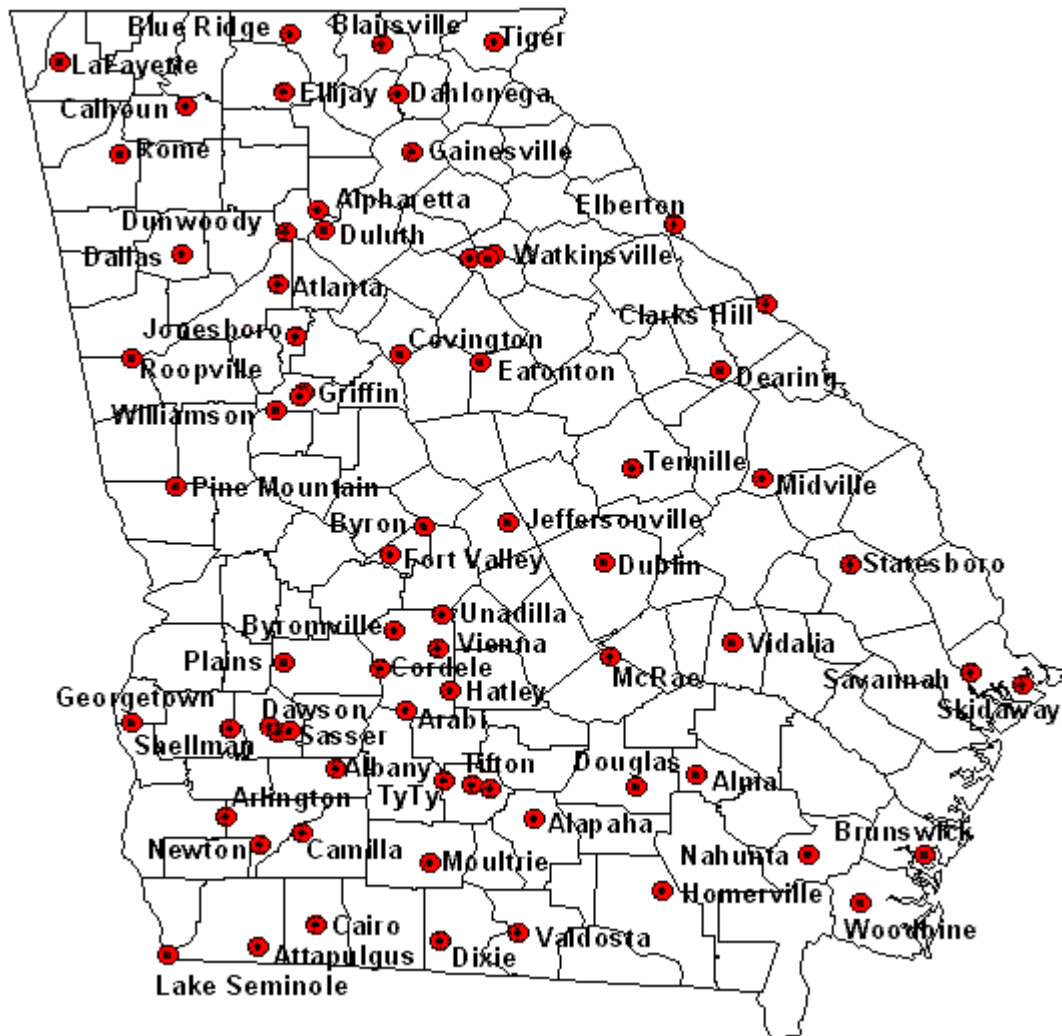 Blue Ridge
Blairsville
Tiger
LaFayette
Ellijay
Dahlonega
Calhoun
Rome
Gainesville
Alpharetta
Elberton
Dunwoody
Duluth
Dallas
Watkinsville
Atlanta
Clarks Hill
Jonesboro
Covington
Roopville
Eatonton
Dearing
Griffin
Williamson
Tennille
Pine Mountain
Midville
Byron
Jeffersonville
Fort Valley
Dublin
Statesboro
Unadilla
Byromville
Vienna
Vidalia
Plains
Cordele
McRae
Savannah
Hatley
Skidaway
Georgetown
Dawson
Arabi
Shellman
Sasser
Albany
Tifton
Douglas
Alma
TyTy
Arlington
Alapaha
Brunswick
Newton
Camilla
Moultrie
Nahunta
Homerville
Cairo
Woodbine
Attapulgus
Dixie
Valdosta
Lake Seminole